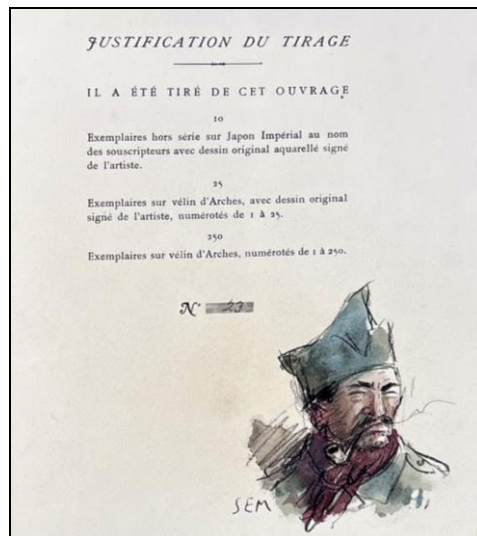 JUSTIFICATION DU TIRAGE
IL A ÉTÉ TIRÉ DE CET OUVRAGE
10
Exemplaires hors série sur Japon Impérial au nom
des souscripteurs avec dessin original aquarellé signé
de l'artiste.
25
Exemplaires sur vélin d'Arches, avec dessin original
signé de l'artiste, numérotés de 1 à 25.
250
Exemplaires sur vélin d'Arches, numérotés de 1 à 250.
N° 23
SEM